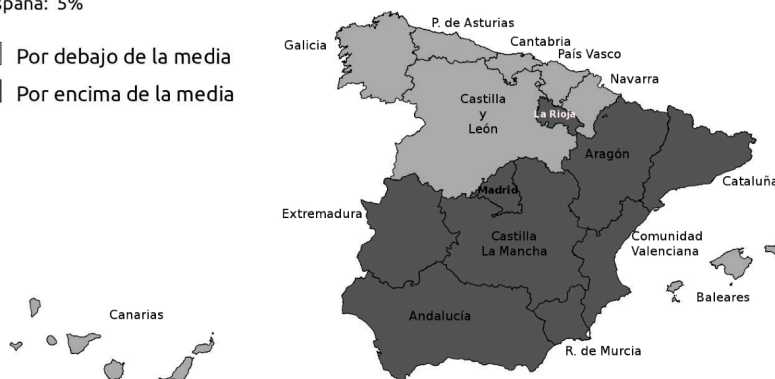 spaña: 5%
Por debajo de la media
Por encima de la media
P. de Asturias
Galicia
Cantabria
País Vasco
Navarra
Castilla
y
León
La Rioja
Aragón
Cataluña
Madrid
Extremadura
Castilla
La Mancha
Comunidad
Valenciana
Baleares
Canarias
Andalucía
R. de Murcia